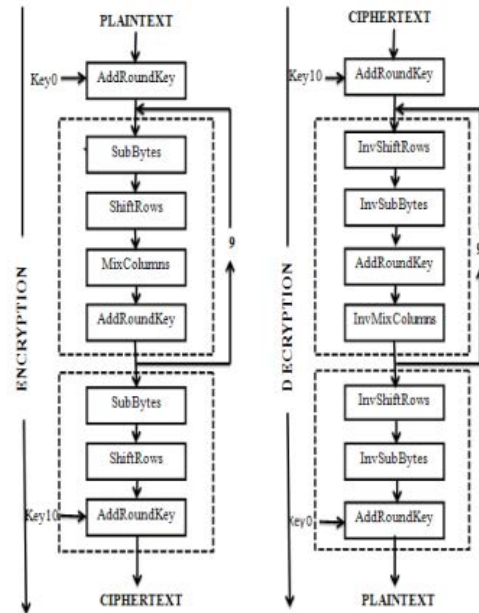 PLAINTEXT
Key0
AddRoundKey
SubBytes
ShiftRows
MixColumns
AddRoundKey
9
SubBytes
ShiftRows
Key10
AddRoundKey
CIPHERTEXT
ENCRYPTION
CIPHERTEXT
Key10
AddRoundKey
InvShiftRows
InvSubBytes
AddRoundKey
InvMixColumns
9
InvShiftRows
InvSubBytes
Key0
AddRoundKey
PLAINTEXT
DECRYPTION